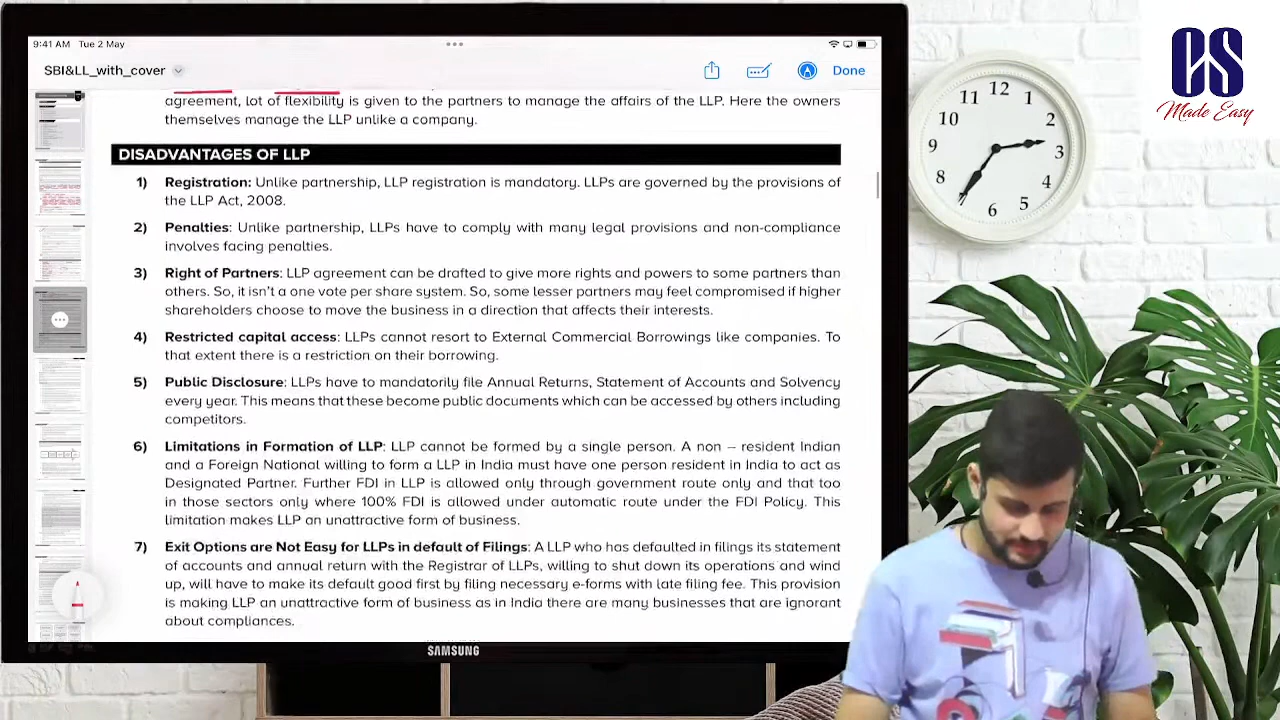 9:41 AM Tue 2 May
SBI&LL_with_cover
Done
agreement, lot of flexibility is given to the partners to manage the affairs of the LLP. Here the owners
themselves manage the LLP unlike a company.
DISADVANTAGES OF LLP
Registration: Unlike partnership, LLP registration is mandatory. LLPs are governed by the provisions of
the LLP Act, 2008.
2) Penalties: Unlike partnership, LLPs have to comply with many legal provisions and non-compliance
involves facing penalties.
3) Right of Partners: LLP agreement can be drafted to give more rights and powers to some partners than
others. So, it isn't a one vote per share system. So some lesser partners may feel compromised if higher
shareholders choose to move the business in a direction that affects their interests.
4) Restricted capital access: LLPs cannot resort to External Commercial Borrowings like companies. To
that extent there is a restriction on their borrowing.
5) Public Disclosure: LLPs have to mandatorily file Annual Returns, Statement of Accounting & Solvency
every year. This means that these become public documents which can be accessed by others including
competitors.
6) Limitations in Formation of LLP: LLP cannot be formed by a single person. A non – resident Indian
and a Foreign National willing to form a LLP in India must have one person resident in India to act as
Designated Partner. Further FDI in LLP is allowed only through government route only and that too
in those sectors only where 100% FDI is allowed under automatic route under the FDI Policy. This
Limitation makes LLP an unattractive form of business.
7) Exit Options are Not Easy for LLPs in default of filings: A LLP who has defaulted in filing its statement
of accounts and annual return with the Registrar of LLPs, willing to shut down its operations and wind
up, will have to make its default good first by filing necessary forms with late filing fee. This provision
is making LLP an unattractive form of business as in India there are many businesses that are ignorant
about compliances.
SAMSUNG
12
1
2
3
4
5
6
8
9
10
11
CS
Made Easy